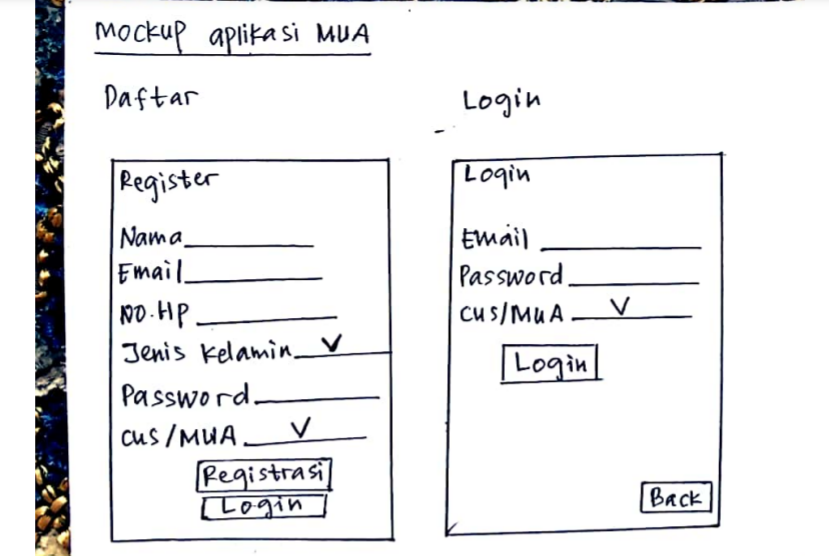 Mockup aplikasi MUA
Daftar
Register
Nama
Email
NO.HP
Jenis Kelamin V
Password
CUS/MUA V
Registrasi
Login
Login
Login
Email
Password
CUS/MUA V
Login
Back